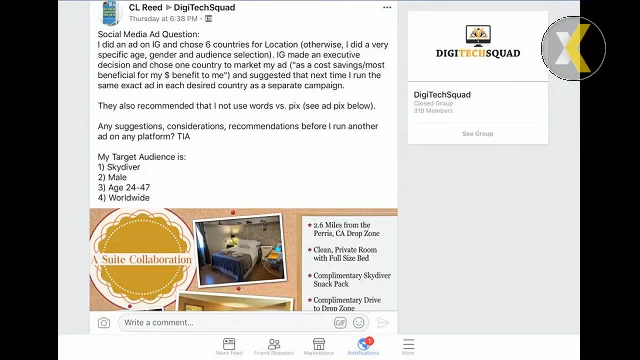 CL Reed ▸ DigiTechSquad
Thursday at 6:38 PM ·
Social Media Ad Question:
I did an ad on IG and chose 6 countries for Location (otherwise, I did a very
specific age, gender and audience selection). IG made an executive
decision and chose one country to market my ad ("as a cost savings/most
beneficial for my $ benefit to me") and suggested that next time I run the
same exact ad in each desired country as a separate campaign.
They also recommended that I not use words vs. pix (see ad pix below).
Any suggestions, considerations, recommendations before I run another
ad on any platform? TIA
My Target Audience is:
1) Skydiver
2) Male
3) Age 24-47
4) Worldwide
A Suite Collaboration
★ 2.6 Miles from the
Perris, CA Drop Zone
★ Clean, Private Room
with Full Size Bed
★ Complimentary Skydiver
Snack Pack
★ Complimentary Drive
to Drop Zone
Write a comment...
GIF
News Feed
Friend Requests
Marketplace
1
Notifications
More
DIGITECHSQUAD
DigiTechSquad
Closed Group
319 Members
See Group
X